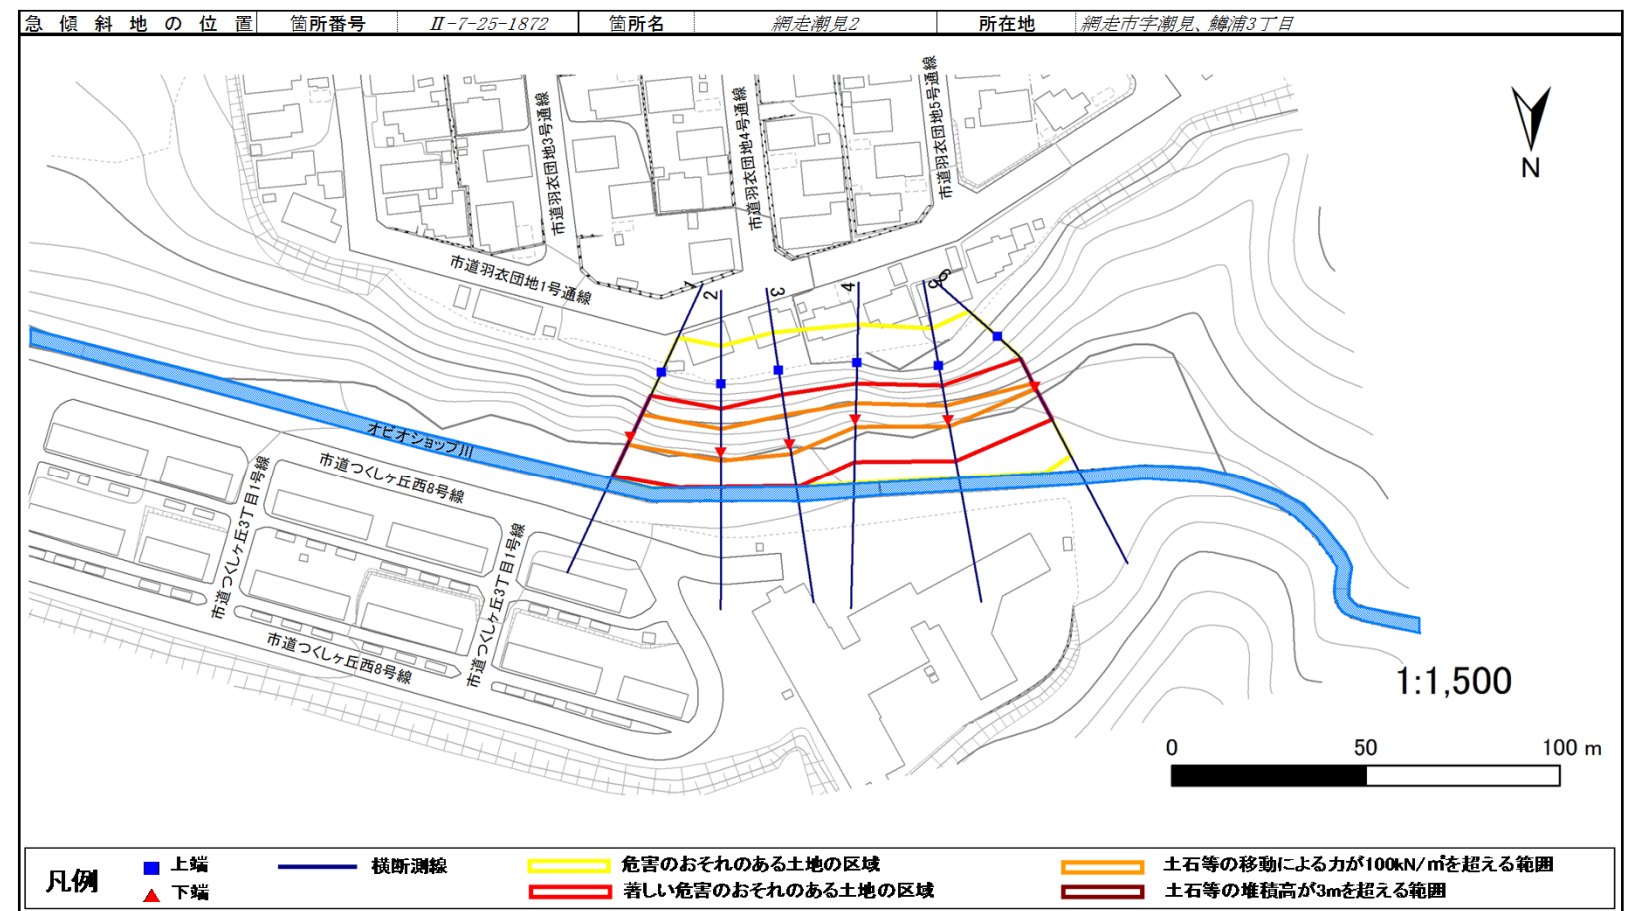 急傾斜地の位置 箇所番号 Ⅱ-7-25-1872 箇所名 網走潮見2 所在地 網走市字潮見、鱒浦3丁目
市道羽衣団地3号通線
市道羽衣団地4号通線
市道羽衣団地5号通線
N
市道羽衣団地1号通線
1
2
3
4
5
6
オピオショップ川
市道つくしヶ丘西8号線
市道つくしヶ丘3丁目1号線
市道つくしヶ丘3丁目1号線
市道つくしヶ丘西8号線
1:1,500
0 50 100 m
凡例
上端 横断測線 危害のおそれのある土地の区域 土石等の移動による力が100kN/㎡を超える範囲
下端 著しい危害のおそれのある土地の区域 土石等の堆積高が3mを超える範囲